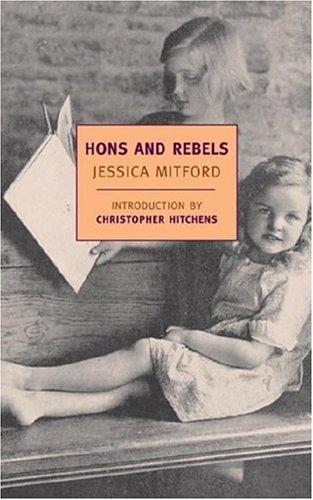 HONS AND REBELS
JESSICA MITFORD
INTRODUCTION BY
CHRISTOPHER HITCHENS